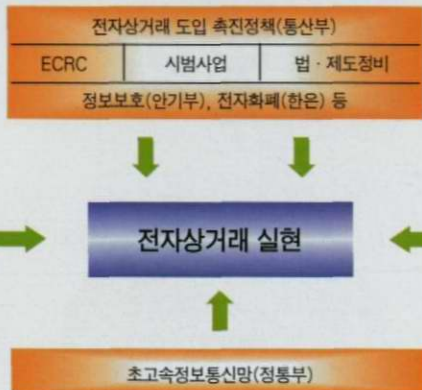 전자상거래 도입 촉진정책(통산부)
ECRC 시범사업 법·제도정비
정보보호(안기부), 전자화폐(한은) 등
전자상거래 실현
초고속정보통신망(정통부)